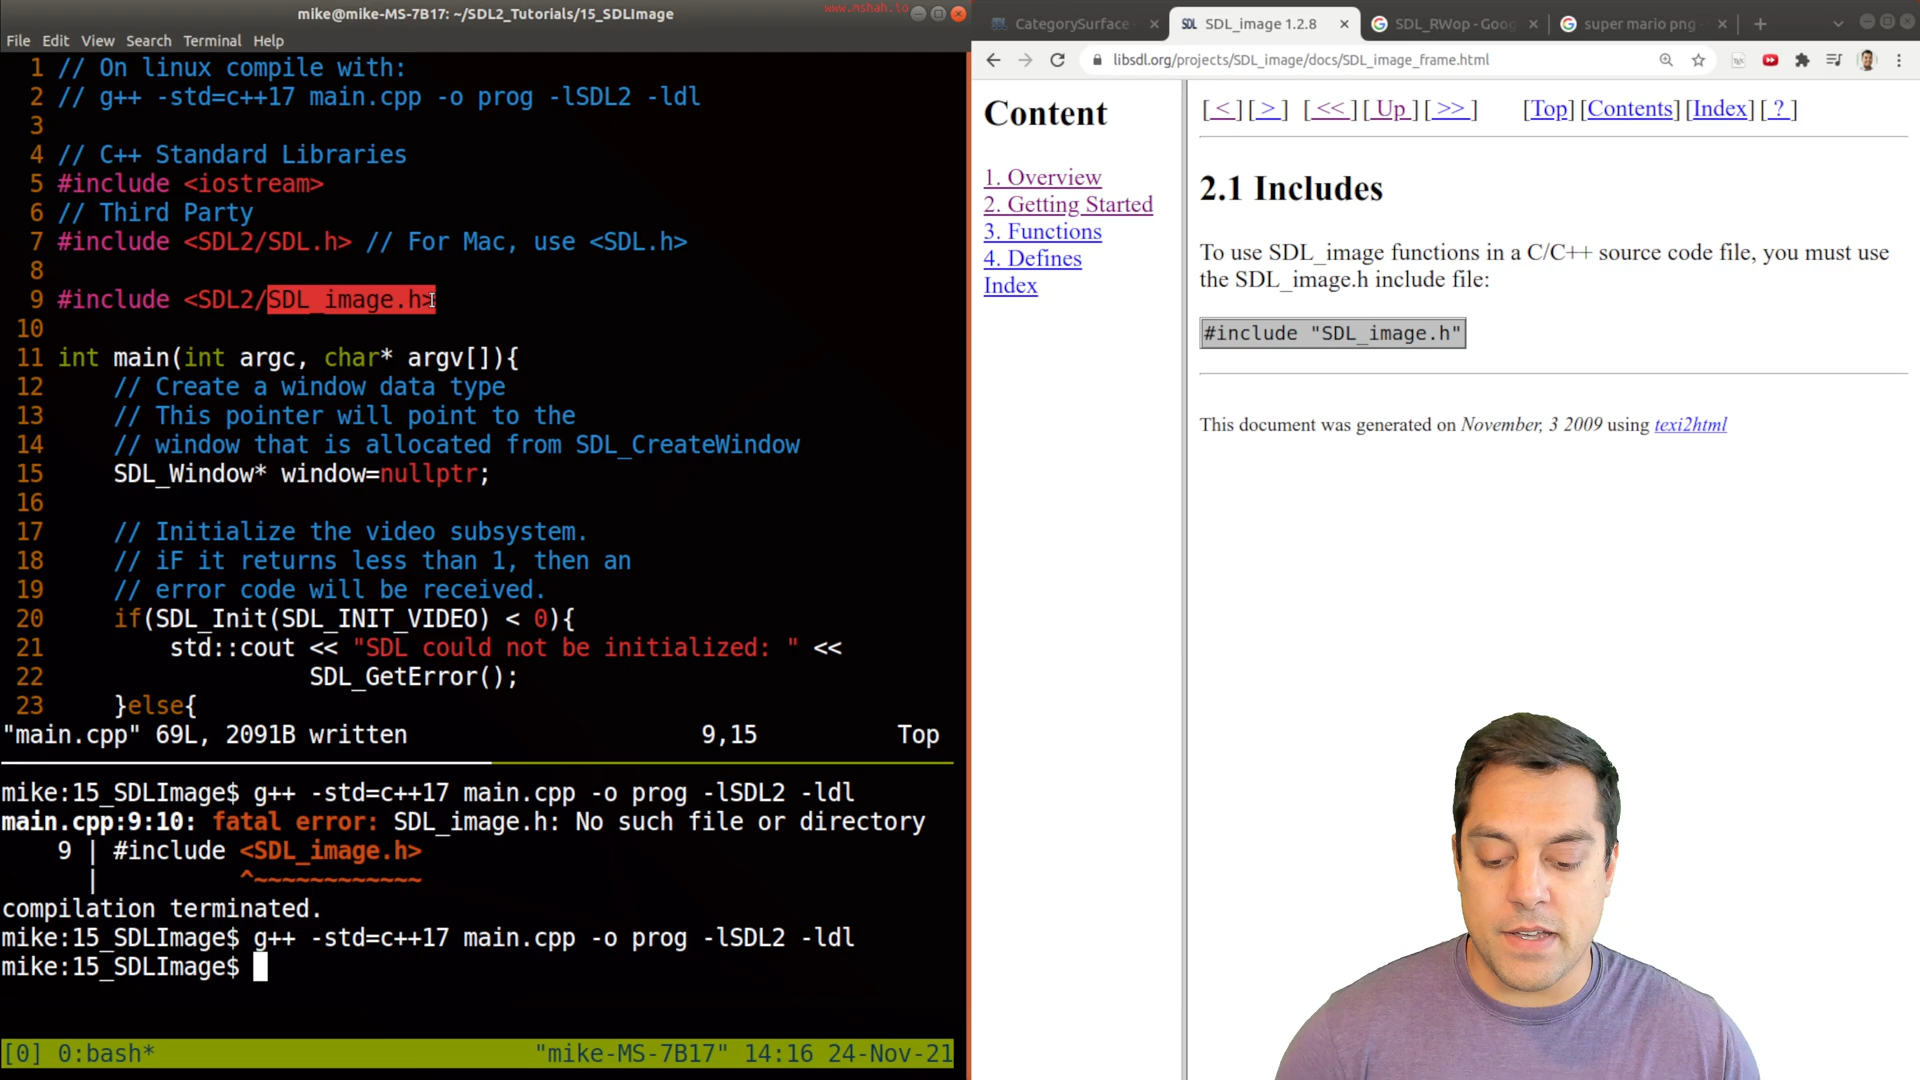 mike@mike-MS-7B17: ~/SDL2_Tutorials/15_SDLImage
www.mshah.io
File Edit View Search Terminal Help
1 // On linux compile with:
2 // g++ -std=c++17 main.cpp -o prog -lSDL2 -ldl
3
4 // C++ Standard Libraries
5 #include <iostream>
6 // Third Party
7 #include <SDL2/SDL.h> // For Mac, use <SDL.h>
8
9 #include <SDL2/SDL_image.h>
10
11 int main(int argc, char* argv[]){
12     // Create a window data type
13     // This pointer will point to the
14     // window that is allocated from SDL_CreateWindow
15     SDL_Window* window=nullptr;
16
17     // Initialize the video subsystem.
18     // iF it returns less than 1, then an
19     // error code will be received.
20     if(SDL_Init(SDL_INIT_VIDEO) < 0){
21         std::cout << "SDL could not be initialized: " <<
22                   SDL_GetError();
23     }else{
"main.cpp" 69L, 2091B written 9,15 Top
mike:15_SDLImage$ g++ -std=c++17 main.cpp -o prog -lSDL2 -ldl
main.cpp:9:10: fatal error: SDL_image.h: No such file or directory
    9 | #include <SDL_image.h>
      |          ^~~~~~~~~~~~~
compilation terminated.
mike:15_SDLImage$ g++ -std=c++17 main.cpp -o prog -lSDL2 -ldl
mike:15_SDLImage$
[0] 0:bash* "mike-MS-7B17" 14:16 24-Nov-21
CategorySurface
SDL SDL_image 1.2.8
SDL_RWop - Goog
super mario png -
libsdl.org/projects/SDL_image/docs/SDL_image_frame.html
Content
1. Overview
2. Getting Started
3. Functions
4. Defines
Index
[ < ] [ > ] [ << ] [ Up ] [ >> ] [Top] [Contents] [Index] [ ? ]
2.1 Includes
To use SDL_image functions in a C/C++ source code file, you must use
the SDL_image.h include file:
#include "SDL_image.h"
This document was generated on November, 3 2009 using texi2html